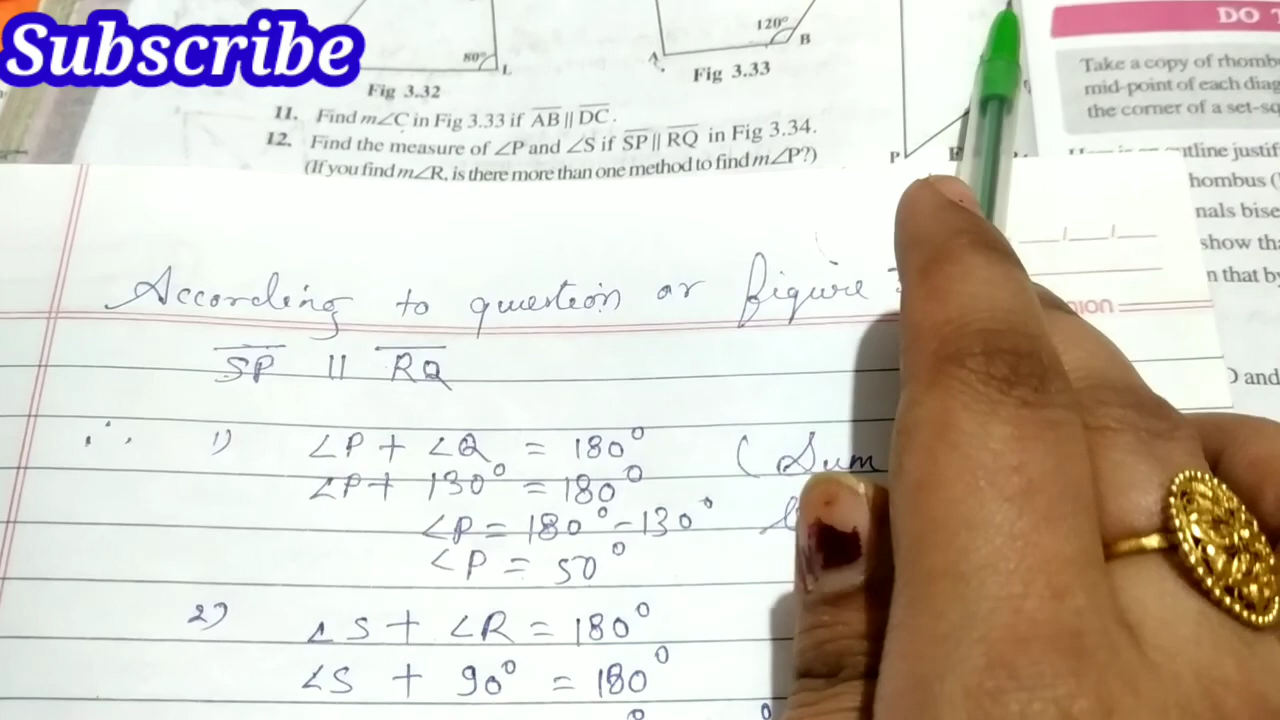 Subscribe
80°
L
Fig 3.32
A
120°
B
Fig 3.33
P
DO
Take a copy of rhomb
mid-point of each diag
the corner of a set-sq
11. Find m∠C in Fig 3.33 if AB || DC.
12. Find the measure of ∠P and ∠S if SP || RQ in Fig 3.34.
(If you find m∠R, is there more than one method to find m∠P?)
utline justif
hombus (
nals bise
show tha
n that by
D and
According to question or figure
SP || RQ
∴ 1) ∠P + ∠Q = 180° (Sum
∠P + 130° = 180°
∠P = 180° - 130°
∠P = 50°
2) ∠S + ∠R = 180°
∠S + 90° = 180°